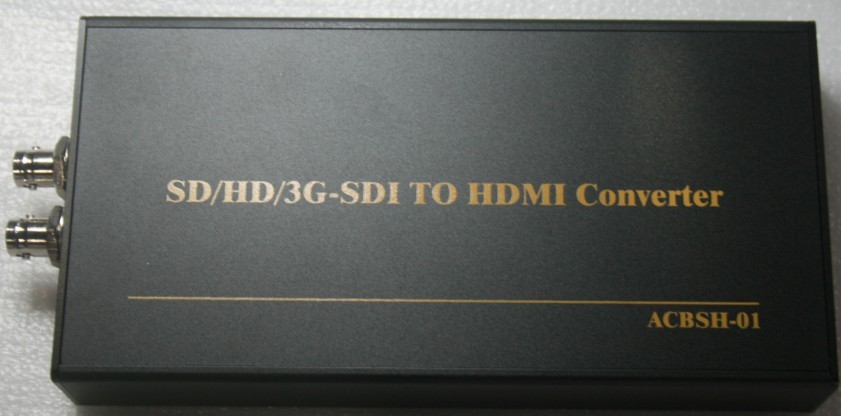 SD/HD/3G-SDI TO HDMI Converter
ACBSH-01